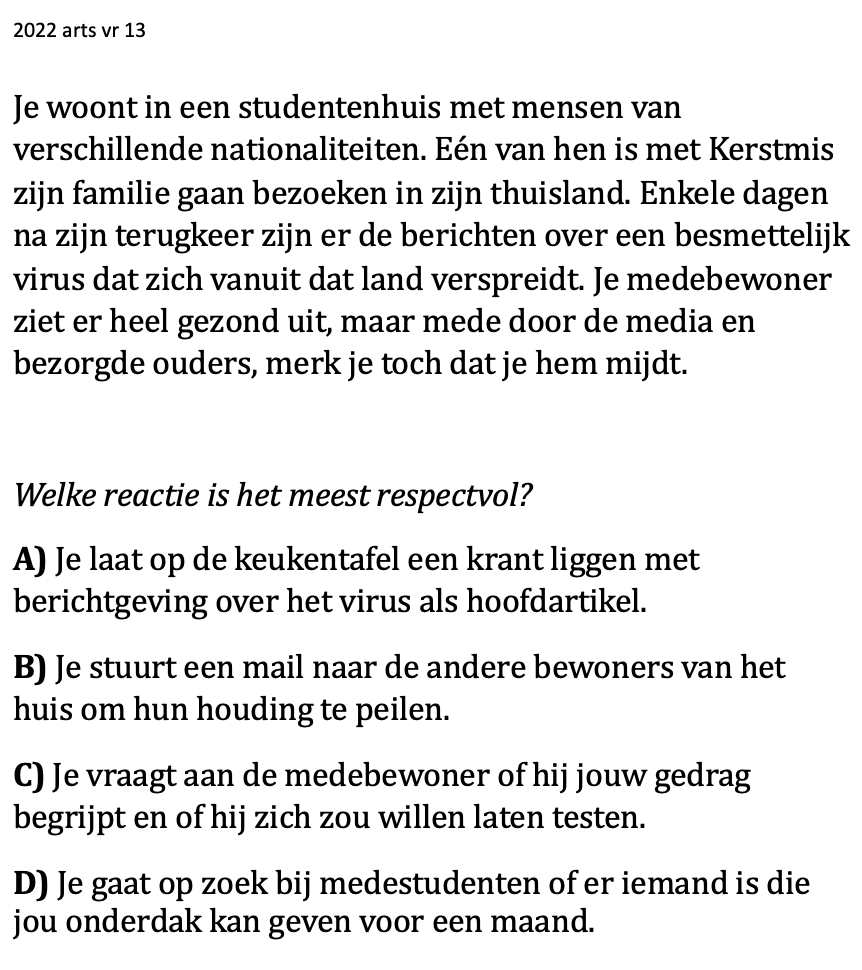 2022 arts vr 13
Je woont in een studentenhuis met mensen van
verschillende nationaliteiten. Eén van hen is met Kerstmis
zijn familie gaan bezoeken in zijn thuisland. Enkele dagen
na zijn terugkeer zijn er de berichten over een besmettelijk
virus dat zich vanuit dat land verspreidt. Je medebewoner
ziet er heel gezond uit, maar mede door de media en
bezorgde ouders, merk je toch dat je hem mijdt.
Welke reactie is het meest respectvol?
A) Je laat op de keukentafel een krant liggen met
berichtgeving over het virus als hoofdartikel.
B) Je stuurt een mail naar de andere bewoners van het
huis om hun houding te peilen.
C) Je vraagt aan de medebewoner of hij jouw gedrag
begrijpt en of hij zich zou willen laten testen.
D) Je gaat op zoek bij medestudenten of er iemand is die
jou onderdak kan geven voor een maand.